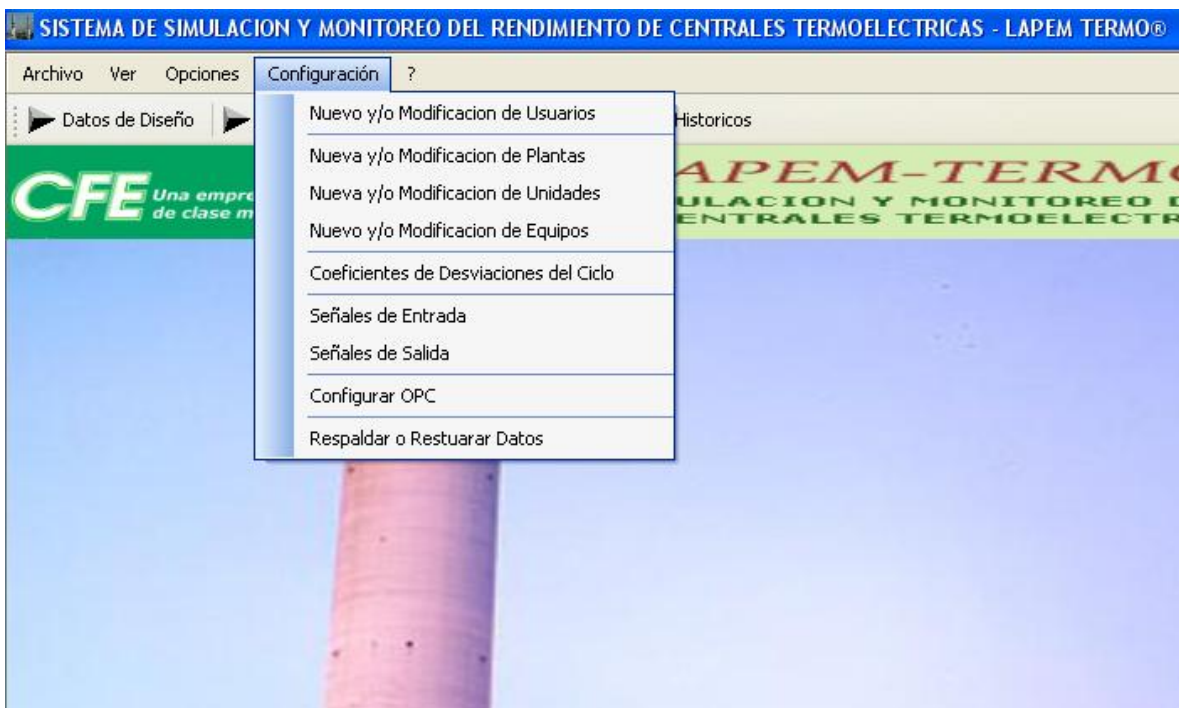 SISTEMA DE SIMULACION Y MONITOREO DEL RENDIMIENTO DE CENTRALES TERMOELECTRICAS - LAPEM TERMO®
Archivo Ver Opciones Configuración ?
Datos de Diseño
Historicos
Nuevo y/o Modificacion de Usuarios
Nueva y/o Modificacion de Plantas
Nueva y/o Modificacion de Unidades
Nuevo y/o Modificacion de Equipos
Coeficientes de Desviaciones del Ciclo
Señales de Entrada
Señales de Salida
Configurar OPC
Respaldar o Restuarar Datos
CFE
Una empre
de clase m
APEM-TERM
ULACION Y MONITOREO D
ENTRALES TERMOELECTR